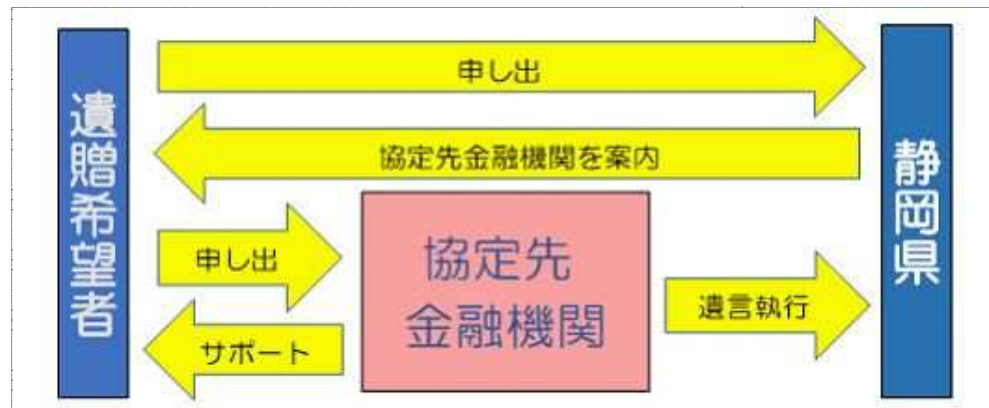 遺贈希望者
申し出
静岡県
協定先金融機関を案内
申し出
協定先
金融機関
遺言執行
サポート